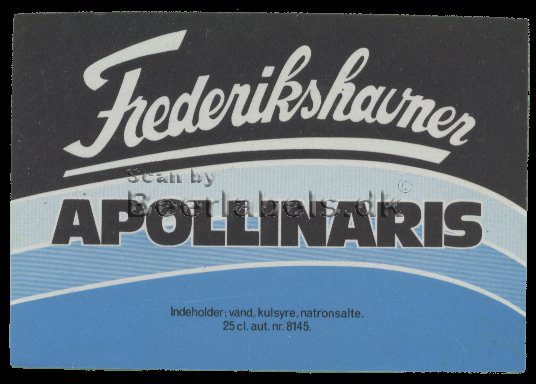 Frederikshavner
Scan by
Beerlabels.dk ©
APOLLINARIS
Indeholder: vand, kulsyre, natronsalte.
25 cl. aut. nr. 8145.